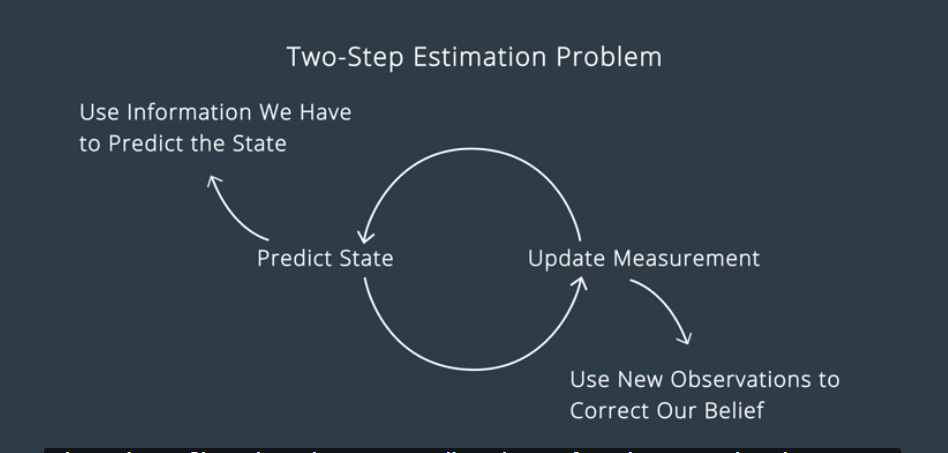 Two-Step Estimation Problem
Use Information We Have
to Predict the State
Predict State
Update Measurement
Use New Observations to
Correct Our Belief